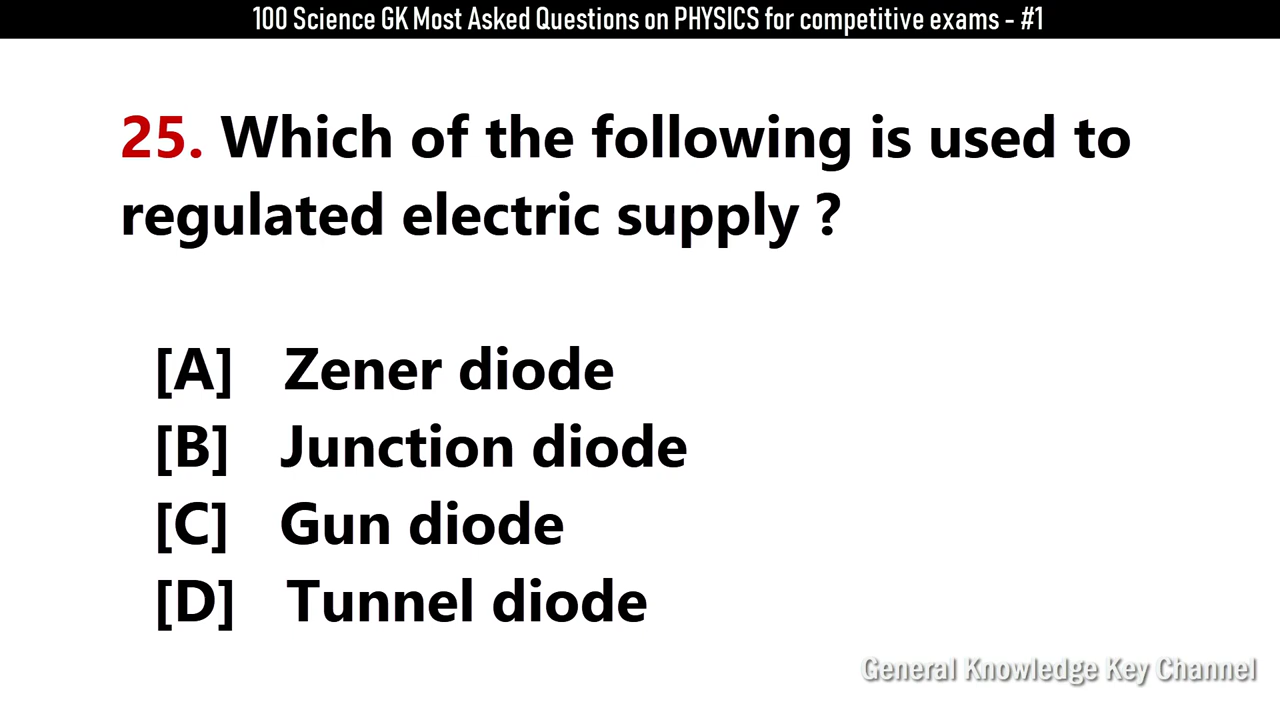 100 Science GK Most Asked Questions on PHYSICS for competitive exams - #1
25. Which of the following is used to
regulated electric supply ?
[A] Zener diode
[B] Junction diode
[C] Gun diode
[D] Tunnel diode
General Knowledge Key Channel